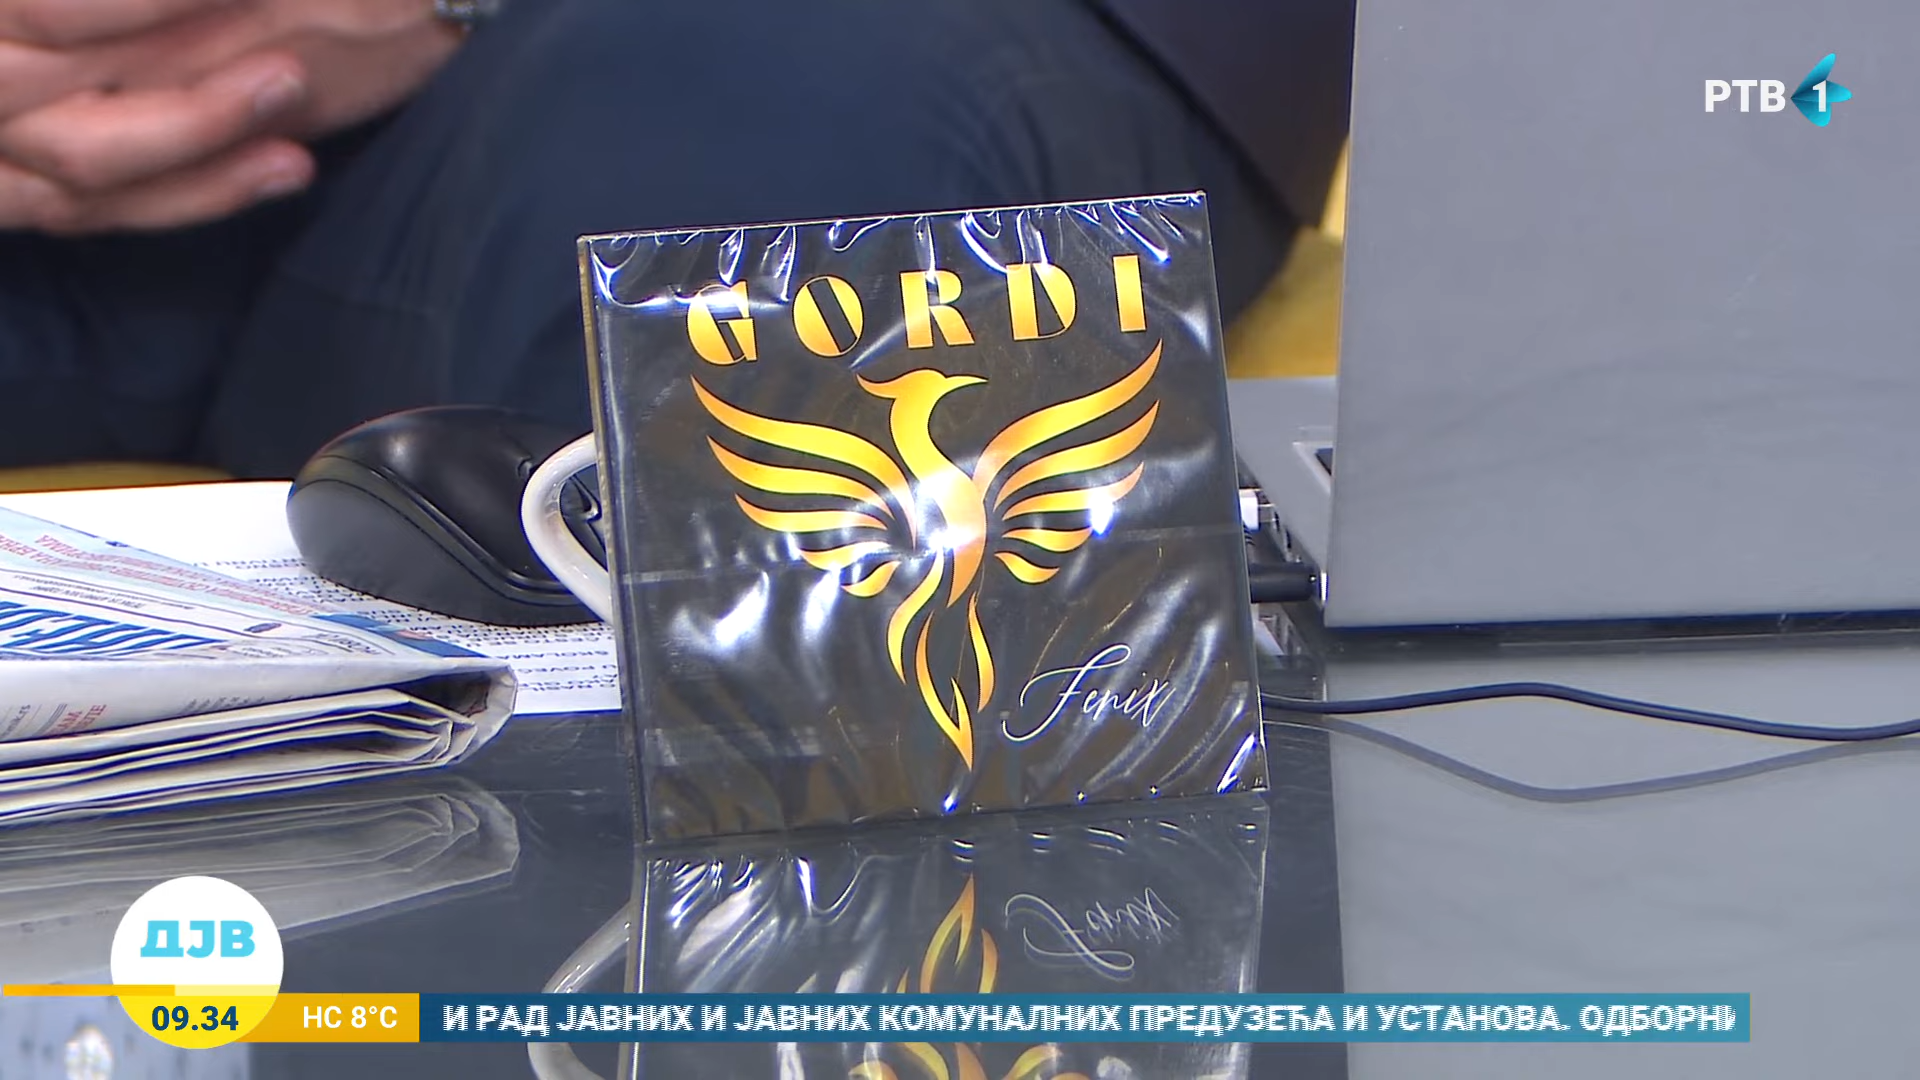 РТВ 1
GORDI
Fenix
ДЈВ
09.34
НС 8°С
И РАД ЈАВНИХ И ЈАВНИХ КОМУНАЛНИХ ПРЕДУЗЕЋА И УСТАНОВА. ОДБОРНИ